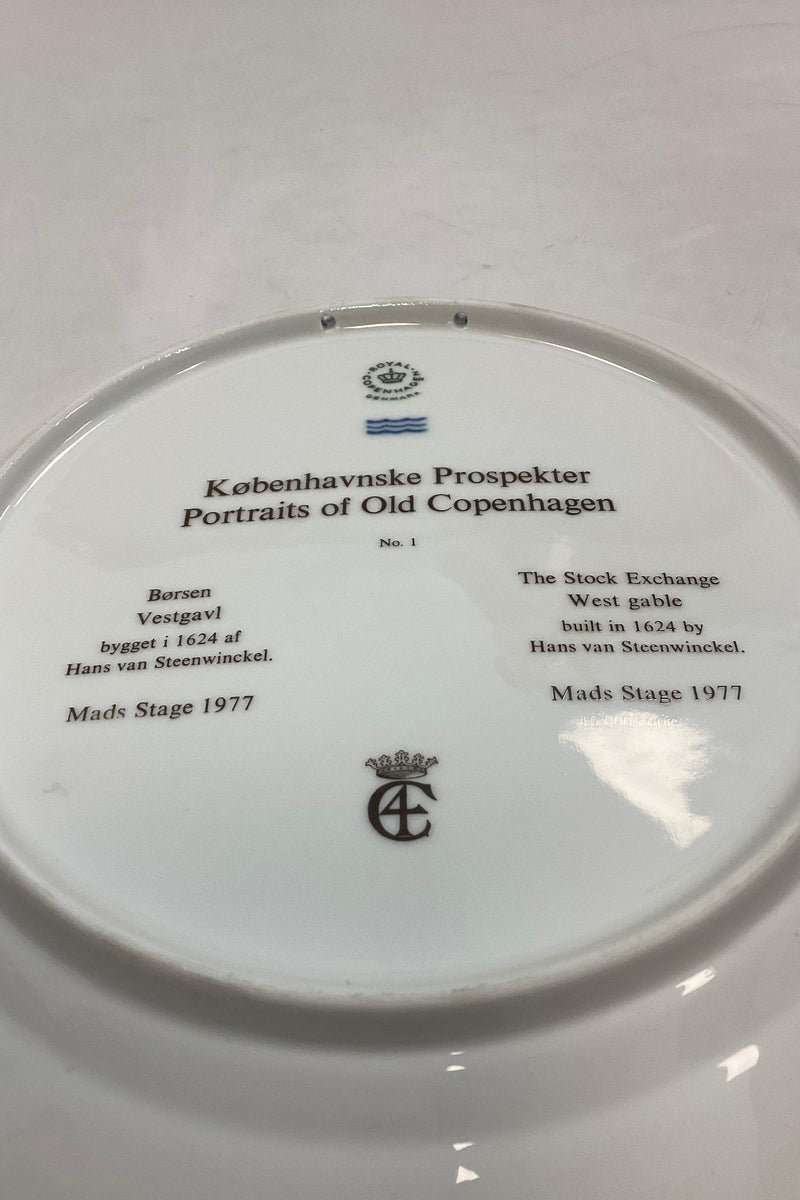 ROYAL
COPENHAGEN
DENMARK
Københavnske Prospekter
Portraits of Old Copenhagen
No. 1
Børsen
Vestgavl
bygget i 1624 af
Hans van Steenwinckel.
Mads Stage 1977
The Stock Exchange
West gable
built in 1624 by
Hans van Steenwinckel.
Mads Stage 1977
C4